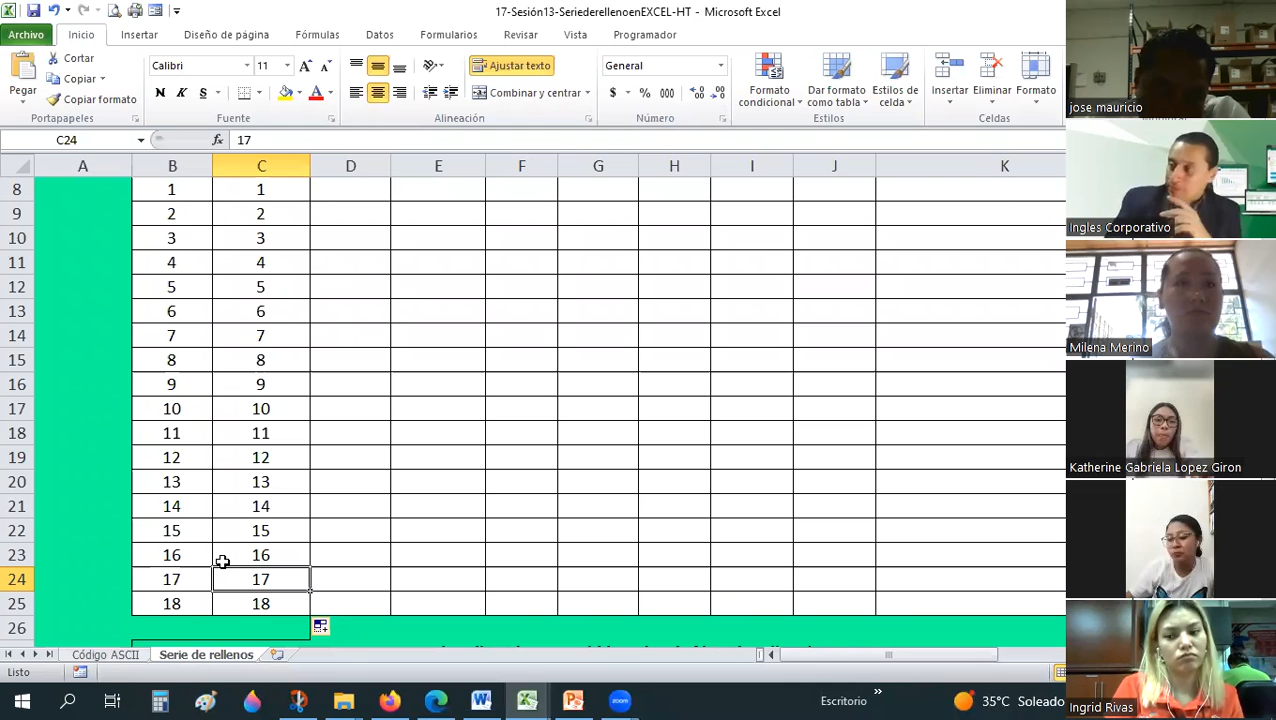 17-Sesión13-SeriederellenoenEXCEL-HT - Microsoft Excel
Archivo Inicio Insertar Diseño de página Fórmulas Datos Formularios Revisar Vista Programador
Pegar
Cortar
Copiar
Copiar formato
Portapapeles
Calibri 11
N K S
Fuente
Ajustar texto
Combinar y centrar
Alineación
General
$ % 000
Número
Formato condicional
Dar formato como tabla
Estilos de celda
Estilos
Insertar Eliminar Formato
Celdas
C24 fx 17
A B C D E F G H I J K
8 1 1
9 2 2
10 3 3
11 4 4
12 5 5
13 6 6
14 7 7
15 8 8
16 9 9
17 10 10
18 11 11
19 12 12
20 13 13
21 14 14
22 15 15
23 16 16
24 17 17
25 18 18
26
Código ASCII Serie de rellenos
Listo
Escritorio » 35°C Soleado
jose mauricio
Ingles Corporativo
Milena Merino
Katherine Gabriela Lopez Giron
Ingrid Rivas